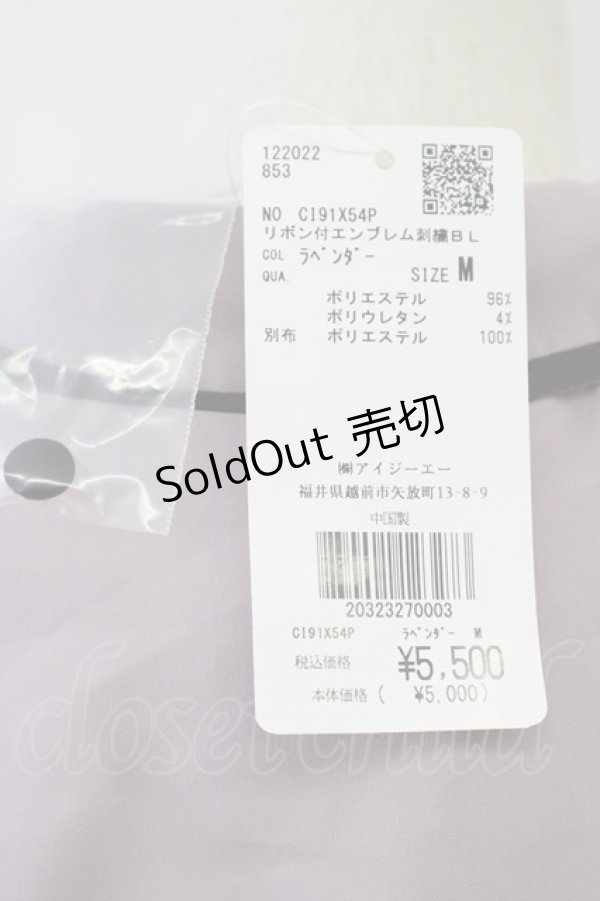 122022
853
NO CI91X54P
リボン付エンブレム刺繍BL
COL ラベンダー
QUA. SIZE M
ポリエステル 96%
ポリウレタン 4%
別布 ポリエステル 100%
SoldOut 売切
㈱アイジーエー
福井県越前市矢放町13-8-9
中国製
20323270003
CI91X54P ラベンダー M
税込価格 ¥5,500
本体価格( ¥5,000)
closet child